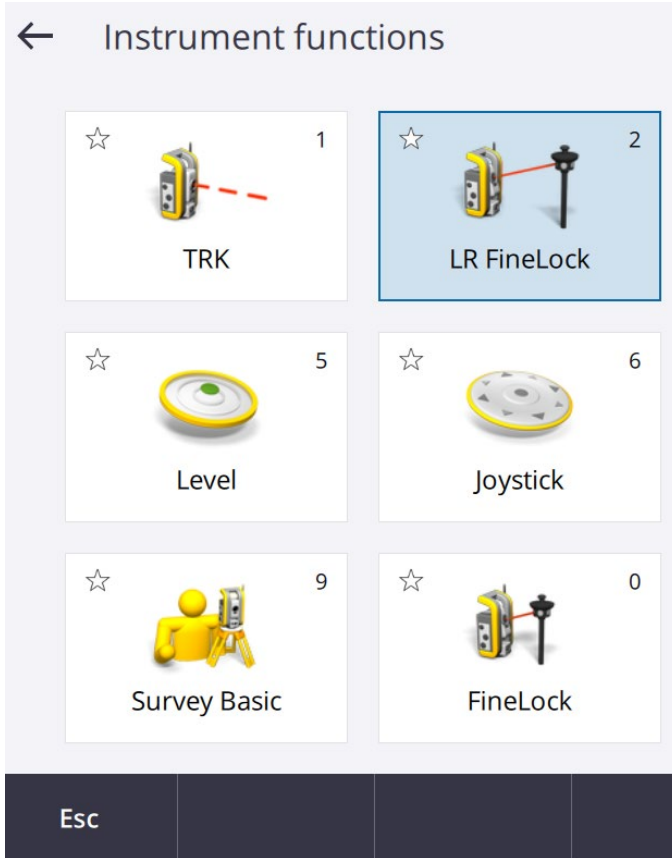 Instrument functions
1
2
TRK
LR FineLock
5
6
Level
Joystick
9
0
Survey Basic
FineLock
Esc